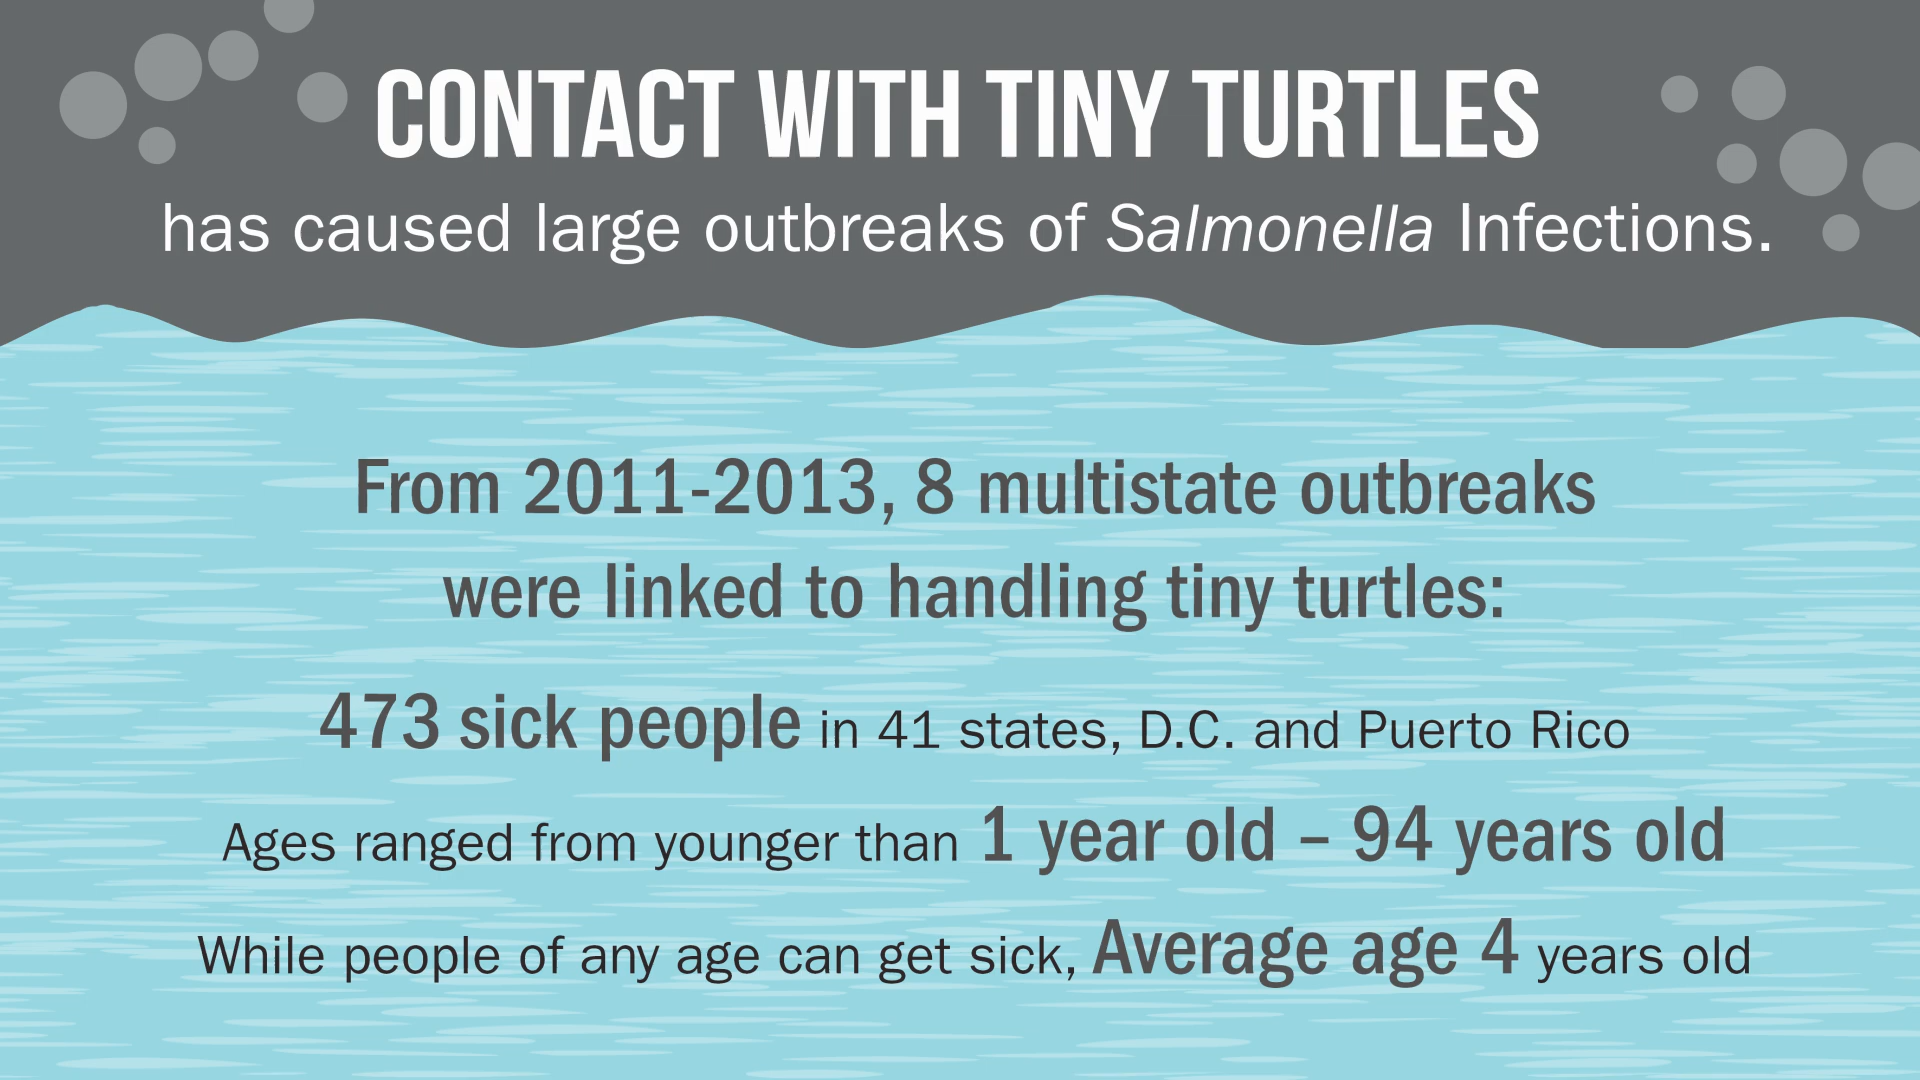 CONTACT WITH TINY TURTLES
has caused large outbreaks of Salmonella Infections.
From 2011-2013, 8 multistate outbreaks
were linked to handling tiny turtles:
473 sick people in 41 states, D.C. and Puerto Rico
Ages ranged from younger than 1 year old – 94 years old
While people of any age can get sick, Average age 4 years old